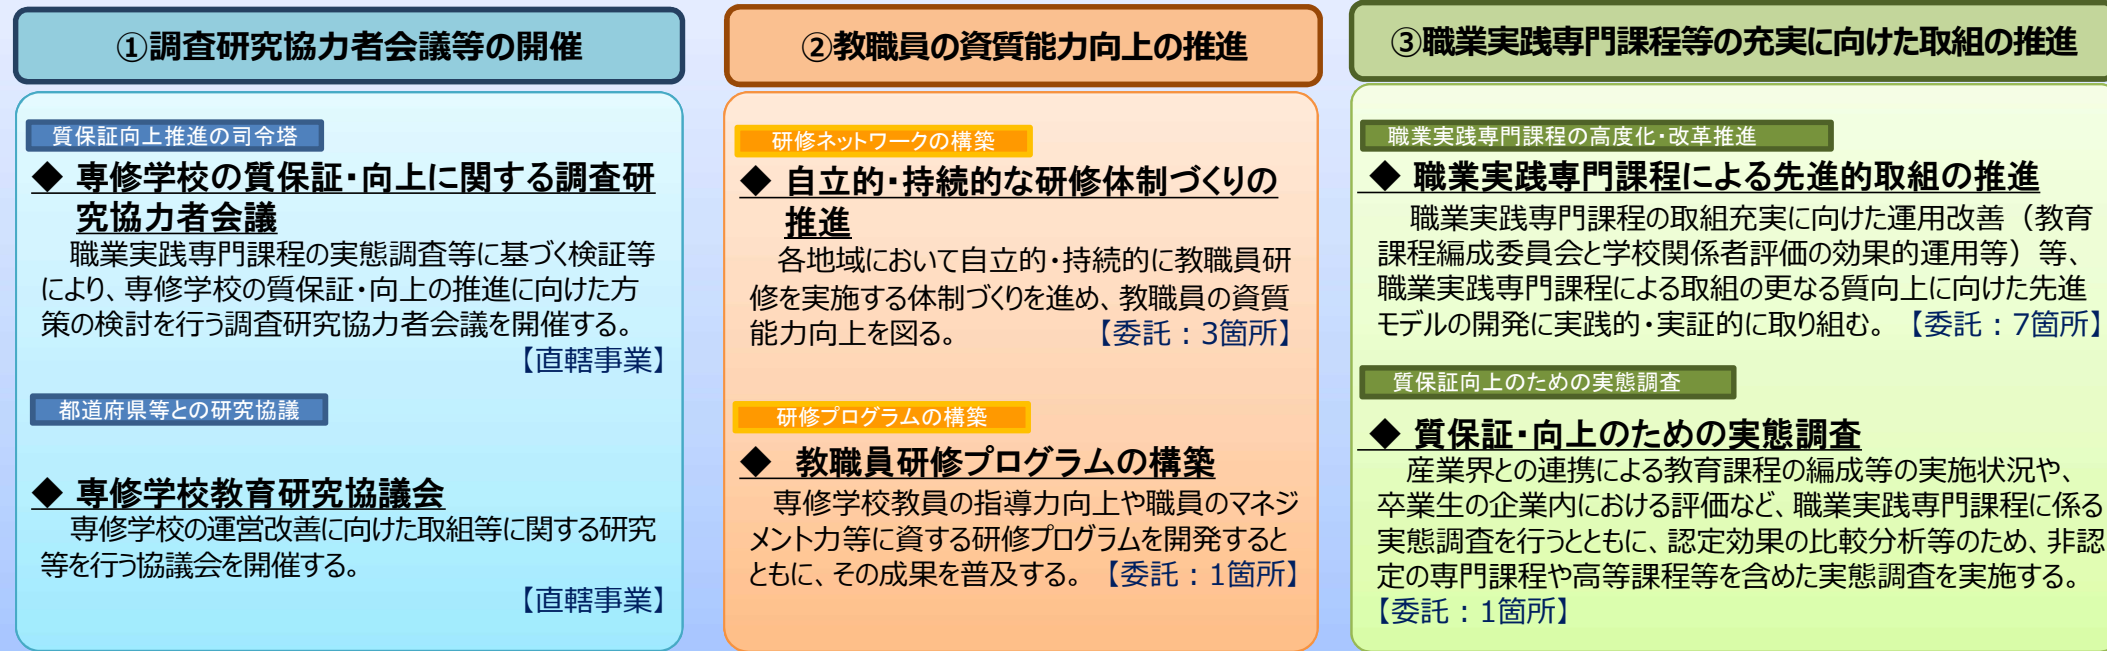 ①調査研究協力者会議等の開催
質保証向上推進の司令塔
◆ 専修学校の質保証・向上に関する調査研
究協力者会議
職業実践専門課程の実態調査等に基づく検証等
により、専修学校の質保証・向上の推進に向けた方
策の検討を行う調査研究協力者会議を開催する。
【直轄事業】
都道府県等との研究協議
◆ 専修学校教育研究協議会
専修学校の運営改善に向けた取組等に関する研究
等を行う協議会を開催する。
【直轄事業】
②教職員の資質能力向上の推進
研修ネットワークの構築
◆ 自立的・持続的な研修体制づくりの
推進
各地域において自立的・持続的に教職員研
修を実施する体制づくりを進め、教職員の資質
能力向上を図る。 【委託：3箇所】
研修プログラムの構築
◆ 教職員研修プログラムの構築
専修学校教員の指導力向上や職員のマネジ
メント力等に資する研修プログラムを開発すると
ともに、その成果を普及する。 【委託：1箇所】
③職業実践専門課程等の充実に向けた取組の推進
職業実践専門課程の高度化・改革推進
◆ 職業実践専門課程による先進的取組の推進
職業実践専門課程の取組充実に向けた運用改善（教育
課程編成委員会と学校関係者評価の効果的運用等）等、
職業実践専門課程による取組の更なる質向上に向けた先進
モデルの開発に実践的・実証的に取り組む。 【委託：7箇所】
質保証向上のための実態調査
◆ 質保証・向上のための実態調査
産業界との連携による教育課程の編成等の実施状況や、
卒業生の企業内における評価など、職業実践専門課程に係る
実態調査を行うとともに、認定効果の比較分析等のため、非認
定の専門課程や高等課程等を含めた実態調査を実施する。
【委託：1箇所】